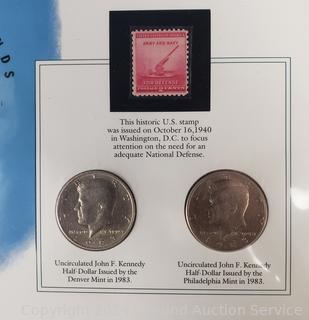 N D S
ARMY AND NAVY
FOR DEFENSE
This historic U.S. stamp
was issued on October 16,1940
in Washington, D.C. to focus
attention on the need for an
adequate National Defense.
Uncirculated John F. Kennedy
Half-Dollar Issued by the
Denver Mint in 1983.
Uncirculated John F. Kennedy
Half-Dollar Issued by the
Philadelphia Mint in 1983.